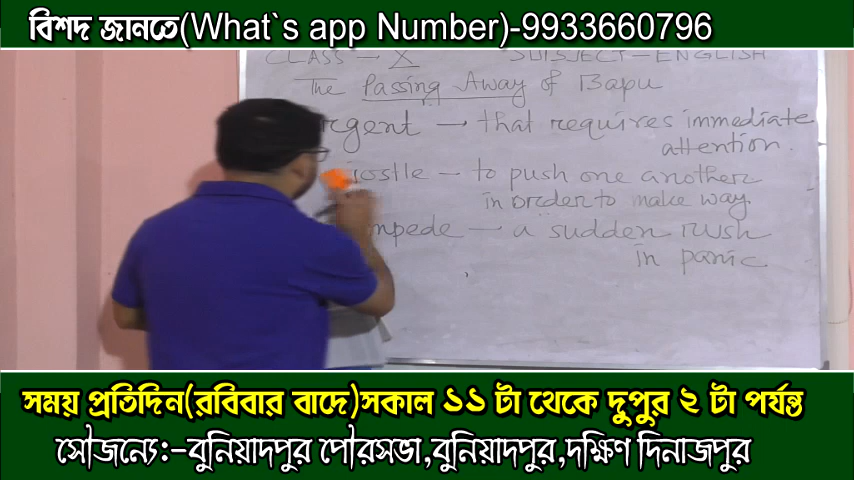 বিশদ জানতে(What`s app Number)-9933660796
CLASS - X SUBJECT-ENGLISH
The Passing Away of Bapu
→ that requires immediate
attention.
- to push one another
in order to make way.
- a sudden rush
in panic
সময় প্রতিদিন(রবিবার বাদে)সকাল ১১ টা থেকে দুপুর ২ টা পর্যন্ত
সৌজন্যে:-বুনিয়াদপুর পৌরসভা,বুনিয়াদপুর,দক্ষিণ দিনাজপুর